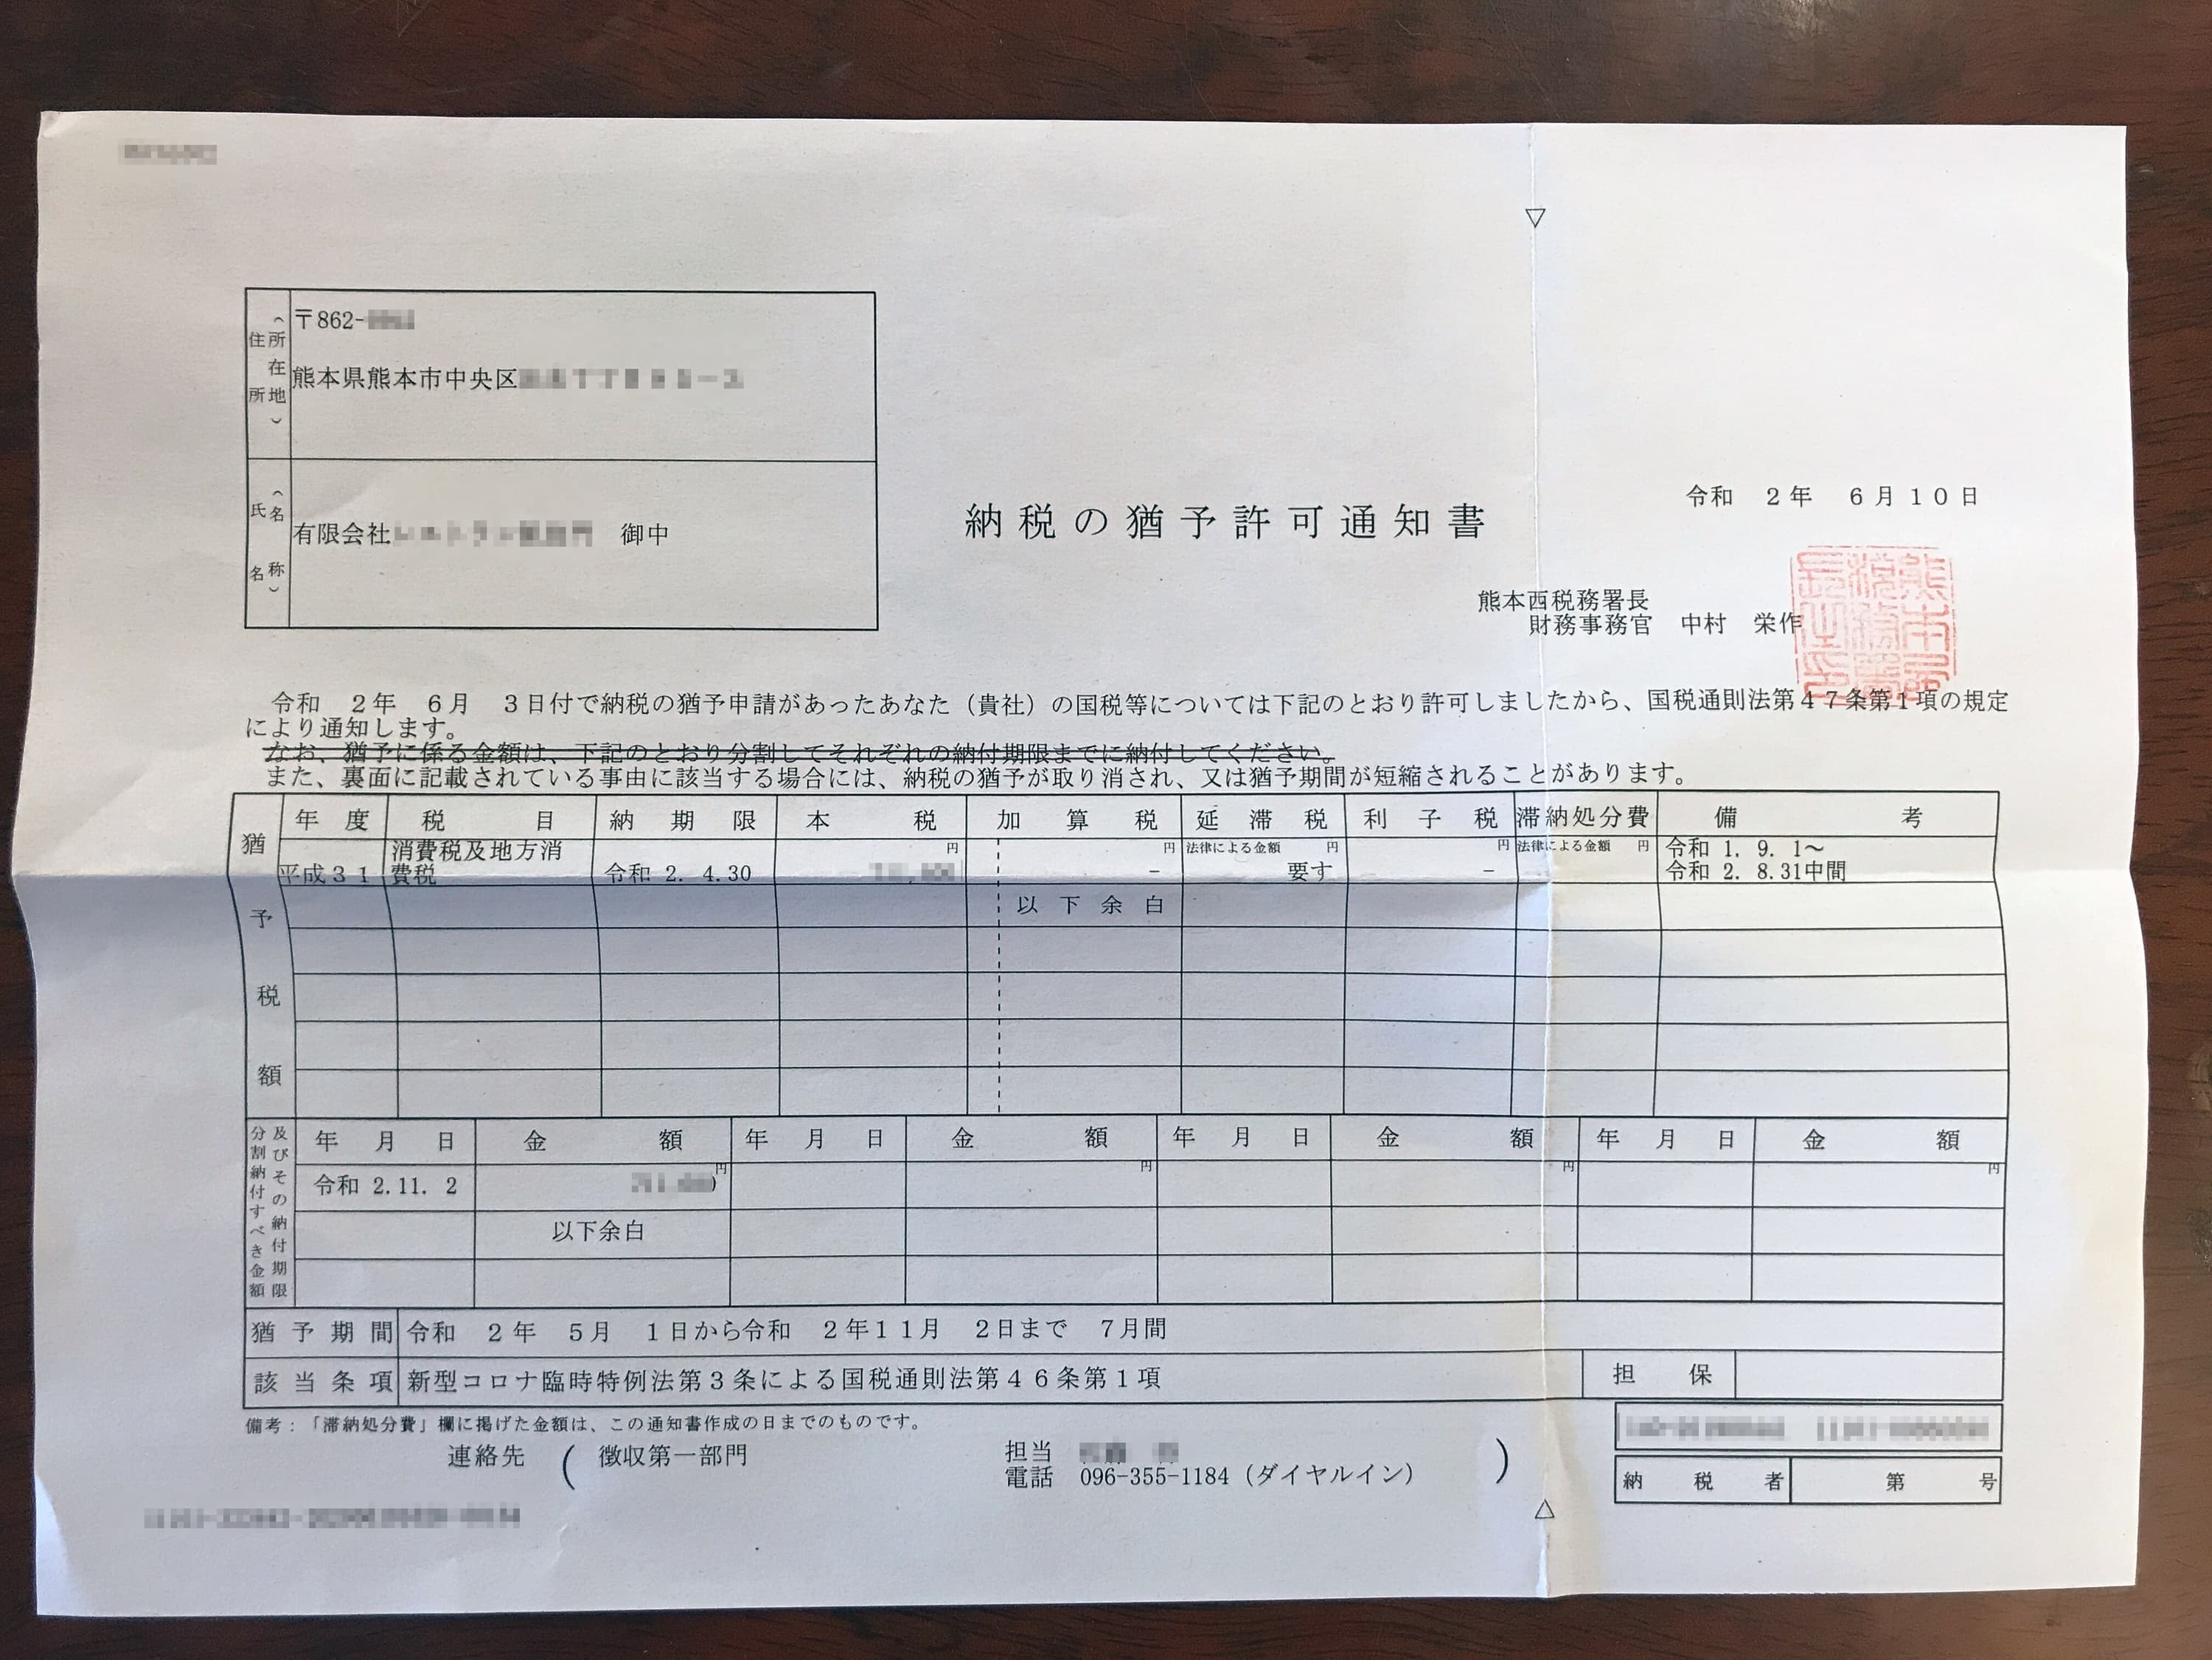 ▽
〒862-
住所（所在地）
熊本県熊本市中央区
氏名（名称）
有限会社 御中
納税の猶予許可通知書
令和 2年 6月10日
熊本西税務署長
財務事務官 中村 栄作
令和 2年 6月 3日付で納税の猶予申請があったあなた（貴社）の国税等については下記のとおり許可しましたから、国税通則法第47条第1項の規定
により通知します。
なお、猶予に係る金額は、下記のとおり分割してそれぞれの納付期限までに納付してください。
また、裏面に記載されている事由に該当する場合には、納税の猶予が取り消され、又は猶予期間が短縮されることがあります。
猶予税額
年度 税目 納期限 本税 加算税 延滞税 利子税 滞納処分費 備考
消費税及地方消 円 円 法律による金額 円 円 法律による金額 円 令和 1. 9. 1～
平成31 費税 令和 2. 4.30 － 要す － 令和 2. 8.31中間
以下余白
分割納付すべき金額及びその納付期限
年月日 金額 年月日 金額 年月日 金額 年月日 金額
円 円 円 円
令和 2.11. 2
以下余白
猶予期間 令和 2年 5月 1日から令和 2年11月 2日まで 7月間
該当条項 新型コロナ臨時特例法第3条による国税通則法第46条第1項 担保
備考：「滞納処分費」欄に掲げた金額は、この通知書作成の日までのものです。
連絡先 （ 徴収第一部門 担当
電話 096-355-1184（ダイヤルイン） ）
納税者 第 号
△